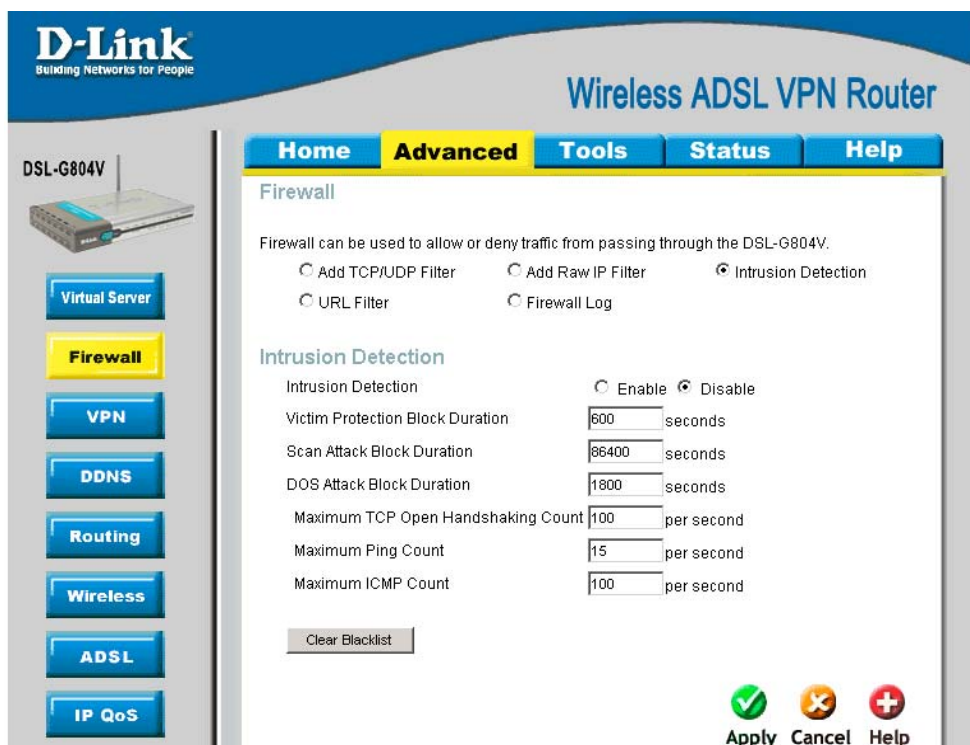 D-Link
Building Networks for People
Wireless ADSL VPN Router
DSL-G804V
Home Advanced Tools Status Help
Virtual Server
Firewall
VPN
DDNS
Routing
Wireless
ADSL
IP QoS
Firewall
Firewall can be used to allow or deny traffic from passing through the DSL-G804V.
Add TCP/UDP Filter Add Raw IP Filter Intrusion Detection
URL Filter Firewall Log
Intrusion Detection
Intrusion Detection Enable Disable
Victim Protection Block Duration 600 seconds
Scan Attack Block Duration 86400 seconds
DOS Attack Block Duration 1800 seconds
Maximum TCP Open Handshaking Count 100 per second
Maximum Ping Count 15 per second
Maximum ICMP Count 100 per second
Clear Blacklist
Apply Cancel Help